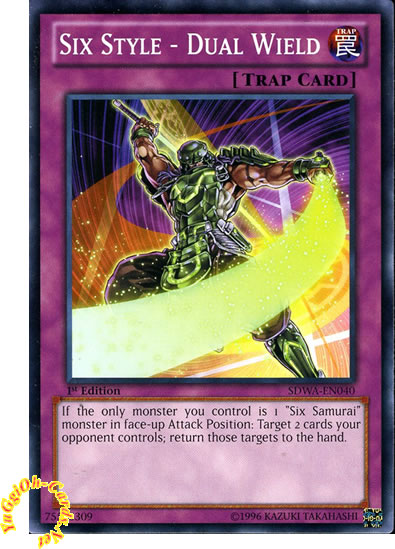 SIX STYLE - DUAL WIELD
TRAP
罠
[TRAP CARD]
1st Edition
SDWA-EN040
If the only monster you control is 1 "Six Samurai"
monster in face-up Attack Position: Target 2 cards your
opponent controls; return those targets to the hand.
309
©1996 KAZUKI TAKAHASHI
YuGeiOh-Cards.Net